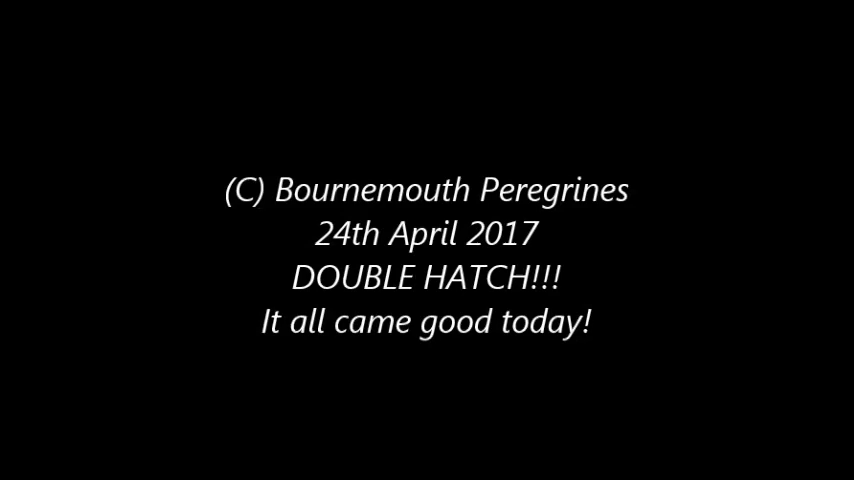 (C) Bournemouth Peregrines
24th April 2017
DOUBLE HATCH!!!
It all came good today!